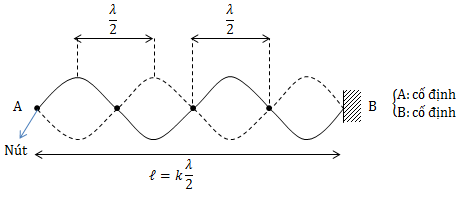 λ/2 λ/2
A B {A: cố định
B: cố định
Nút
ℓ = k λ/2